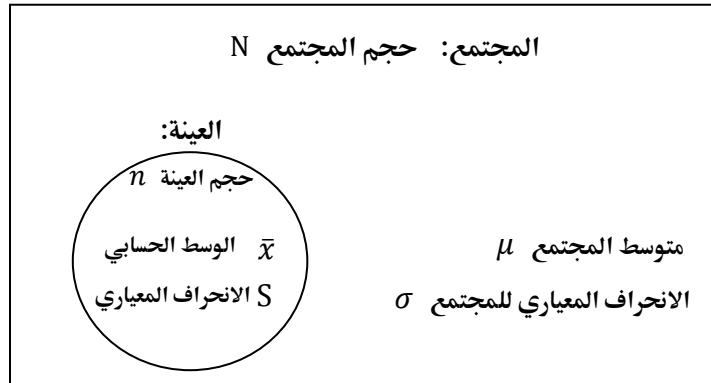 المجتمع: حجم المجتمع N
العينة:
حجم العينة n
متوسط المجتمع μ
x̄ الوسط الحسابي
الانحراف المعياري للمجتمع σ
S الانحراف المعياري